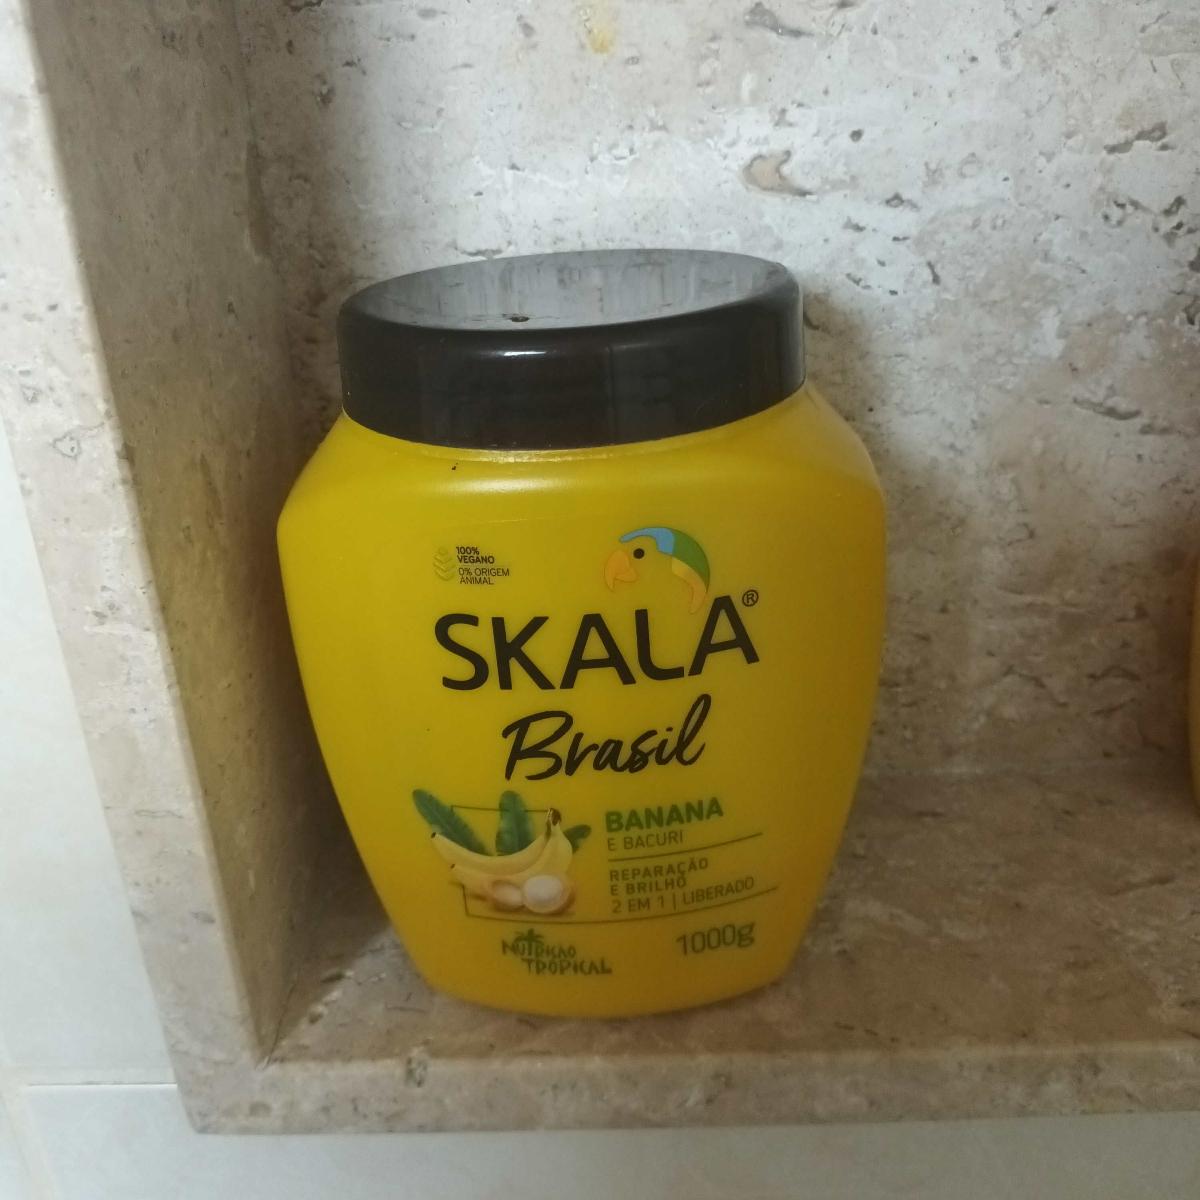 100%
VEGANO
0% ORIGEM
ANIMAL
SKALA®
Brasil
BANANA
E BACURI
REPARAÇÃO
E BRILHO
2 EM 1 | LIBERADO
NUTRIÇÃO
TROPICAL
1000g